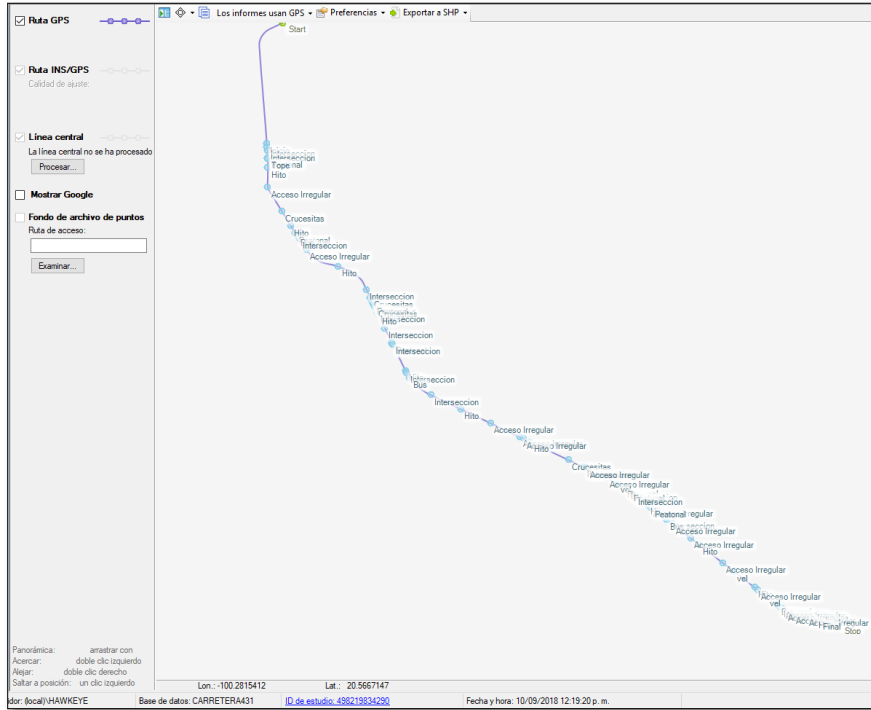 Ruta GPS
Los informes usan GPS
Preferencias
Exportar a SHP
Ruta INS/GPS
Calidad de ajuste:
Línea central
La línea central no se ha procesado
Procesar...
Mostrar Google
Fondo de archivo de puntos
Ruta de acceso:
Examinar...
Start
Interseccion
Tope
Hito
Acceso Irregular
Crucesitas
Hito
Interseccion
Acceso Irregular
Hito
Interseccion
Crucesitas
Hito
Interseccion
Interseccion
Interseccion
Bus
Interseccion
Hito
Acceso Irregular
Hito
Crucesitas
Acceso Irregular
Acceso Irregular
Interseccion
Peatonal
Acceso Irregular
Acceso Irregular
Hito
Acceso Irregular
vel
Acceso Irregular
vel
Final
Stop
Panorámica: arrastrar con
Acercar: doble clic izquierdo
Alejar: doble clic derecho
Saltar a posición: un clic izquierdo
Lon.: -100.2815412
Lat.: 20.5667147
dor: (local)\HAWKEYE
Base de datos: CARRETERA431
ID de estudio: 498219834290
Fecha y hora: 10/09/2018 12:19:20 p. m.